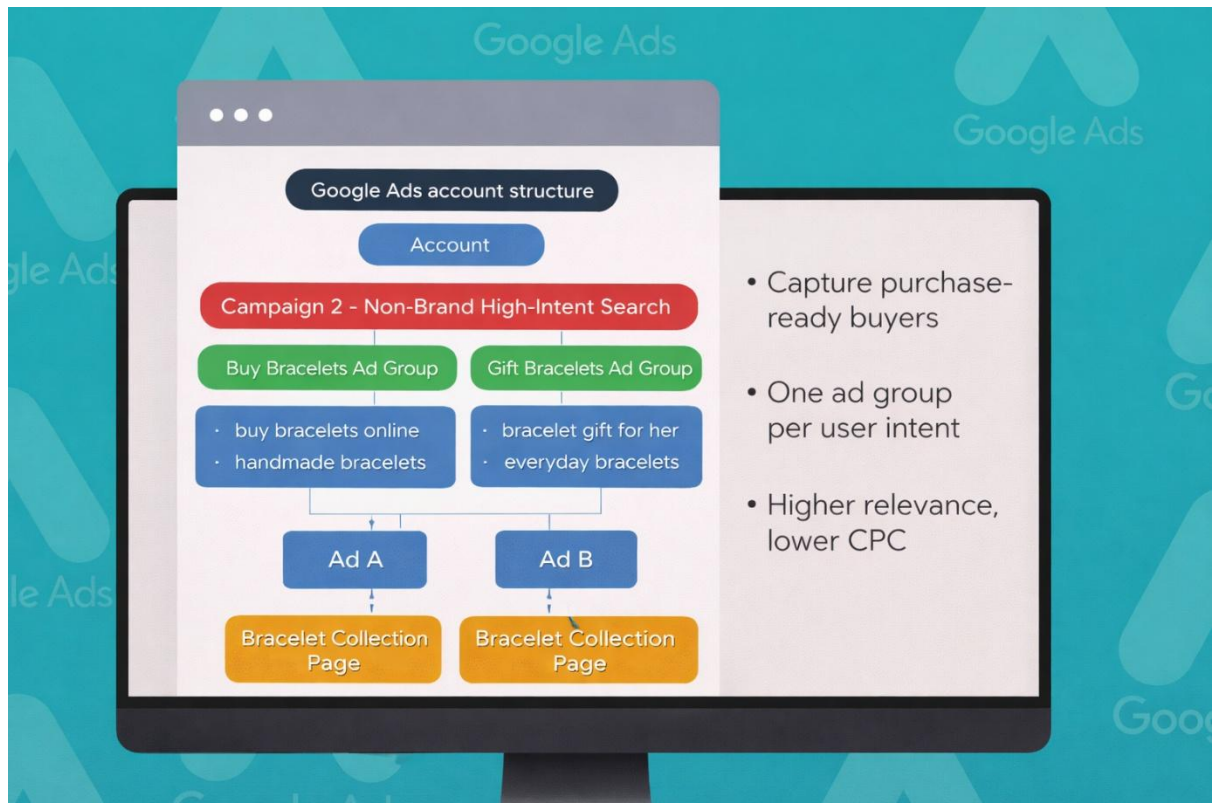 Google Ads
Google Ads
gle Ads
Google Ads account structure
Account
Campaign 2 - Non-Brand High-Intent Search
Buy Bracelets Ad Group
Gift Bracelets Ad Group
· buy bracelets online
· handmade bracelets
· bracelet gift for her
· everyday bracelets
Ad A
Ad B
Bracelet Collection
Page
Bracelet Collection
Page
• Capture purchase-
ready buyers
• One ad group
per user intent
• Higher relevance,
lower CPC
Go
le Ads
Goog